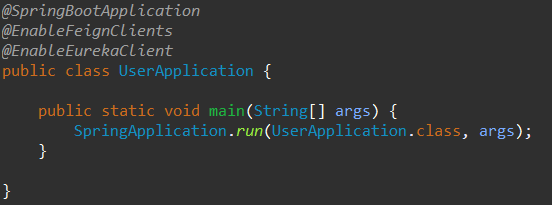 @SpringBootApplication
@EnableFeignClients
@EnableEurekaClient
public class UserApplication {
public static void main(String[] args) {
SpringApplication.run(UserApplication.class, args);
}
}